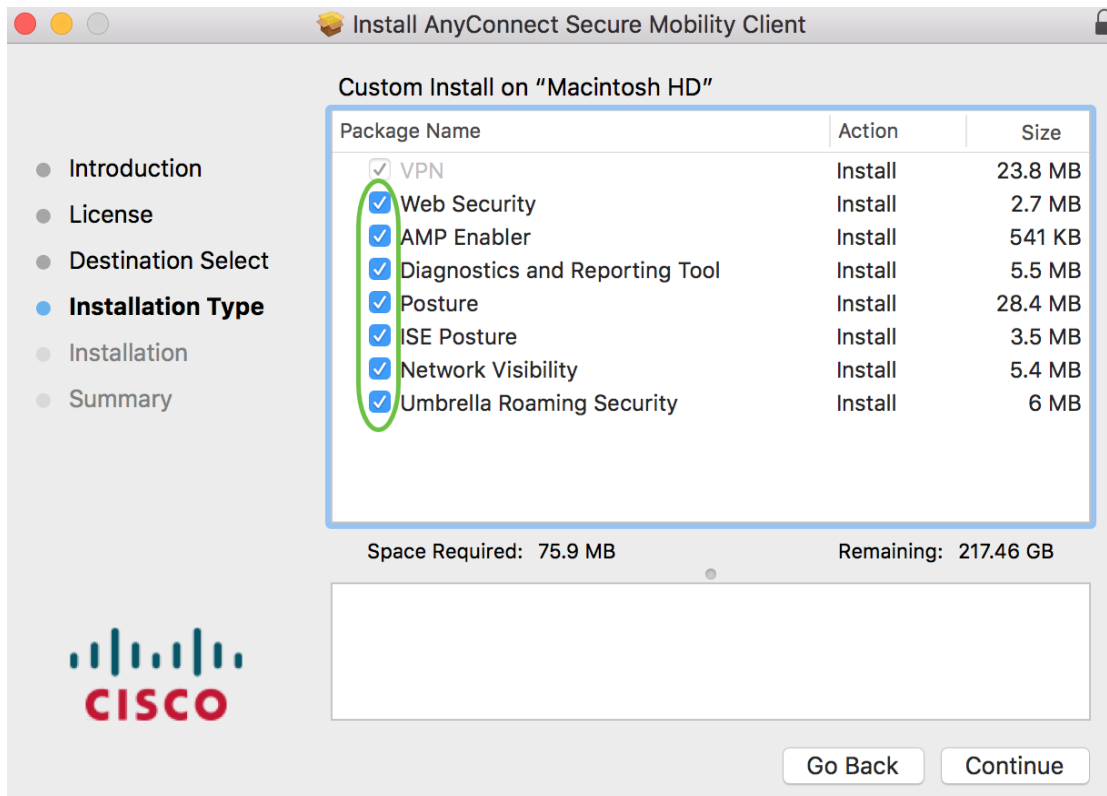 Install AnyConnect Secure Mobility Client
Custom Install on “Macintosh HD”
Package Name Action Size
VPN Install 23.8 MB
Web Security Install 2.7 MB
AMP Enabler Install 541 KB
Diagnostics and Reporting Tool Install 5.5 MB
Posture Install 28.4 MB
ISE Posture Install 3.5 MB
Network Visibility Install 5.4 MB
Umbrella Roaming Security Install 6 MB
Space Required: 75.9 MB Remaining: 217.46 GB
Introduction
License
Destination Select
Installation Type
Installation
Summary
CISCO
Go Back Continue